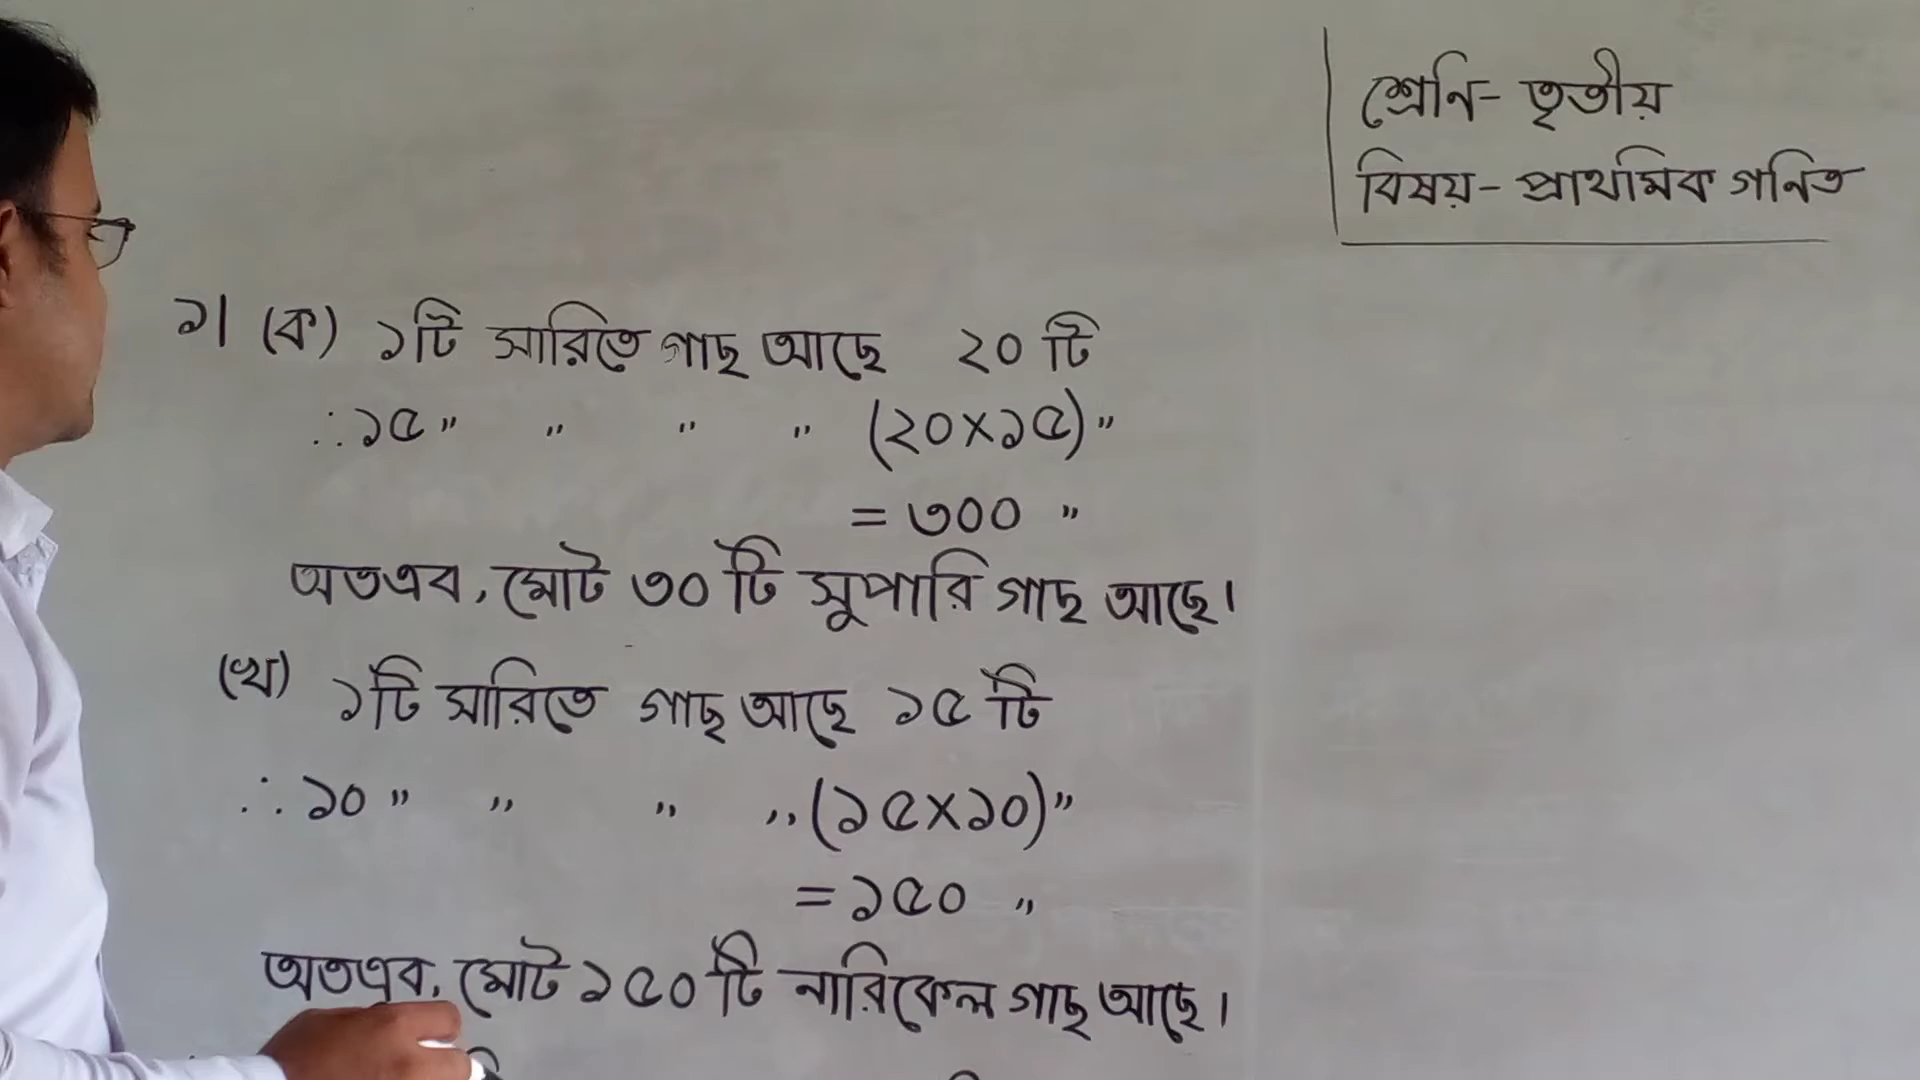 শ্রেনি- তৃতীয়
বিষয়- প্রাথমিক গনিত
১। (ক) ১টি সারিতে গাছ আছে ২০ টি
∴ ১৫ " " " " (২০×১৫) "
= ৩০০ "
অতএব, মোট ৩০ টি সুপারি গাছ আছে।
(খ) ১টি সারিতে গাছ আছে ১৫ টি
∴ ১০ " " " " (১৫×১০) "
= ১৫০ "
অতএব, মোট ১৫০ টি নারিকেল গাছ আছে।